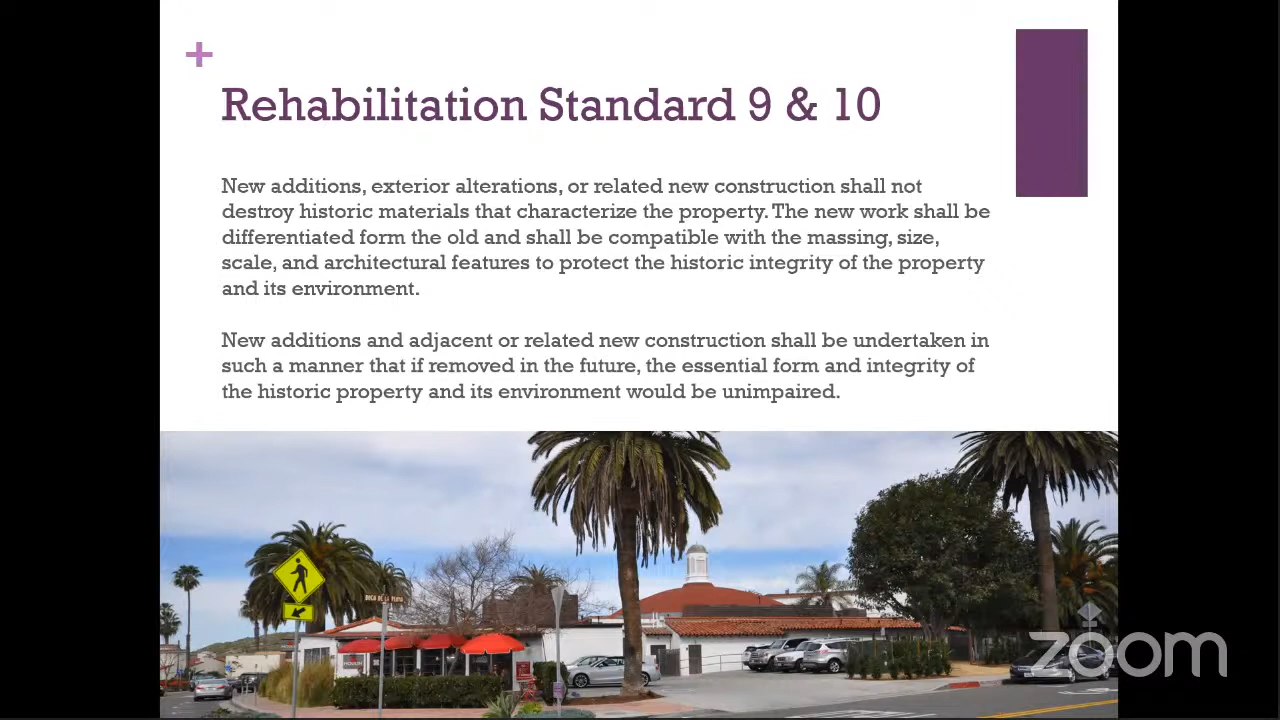 +
Rehabilitation Standard 9 & 10
New additions, exterior alterations, or related new construction shall not
destroy historic materials that characterize the property. The new work shall be
differentiated form the old and shall be compatible with the massing, size,
scale, and architectural features to protect the historic integrity of the property
and its environment.
New additions and adjacent or related new construction shall be undertaken in
such a manner that if removed in the future, the essential form and integrity of
the historic property and its environment would be unimpaired.
zoom